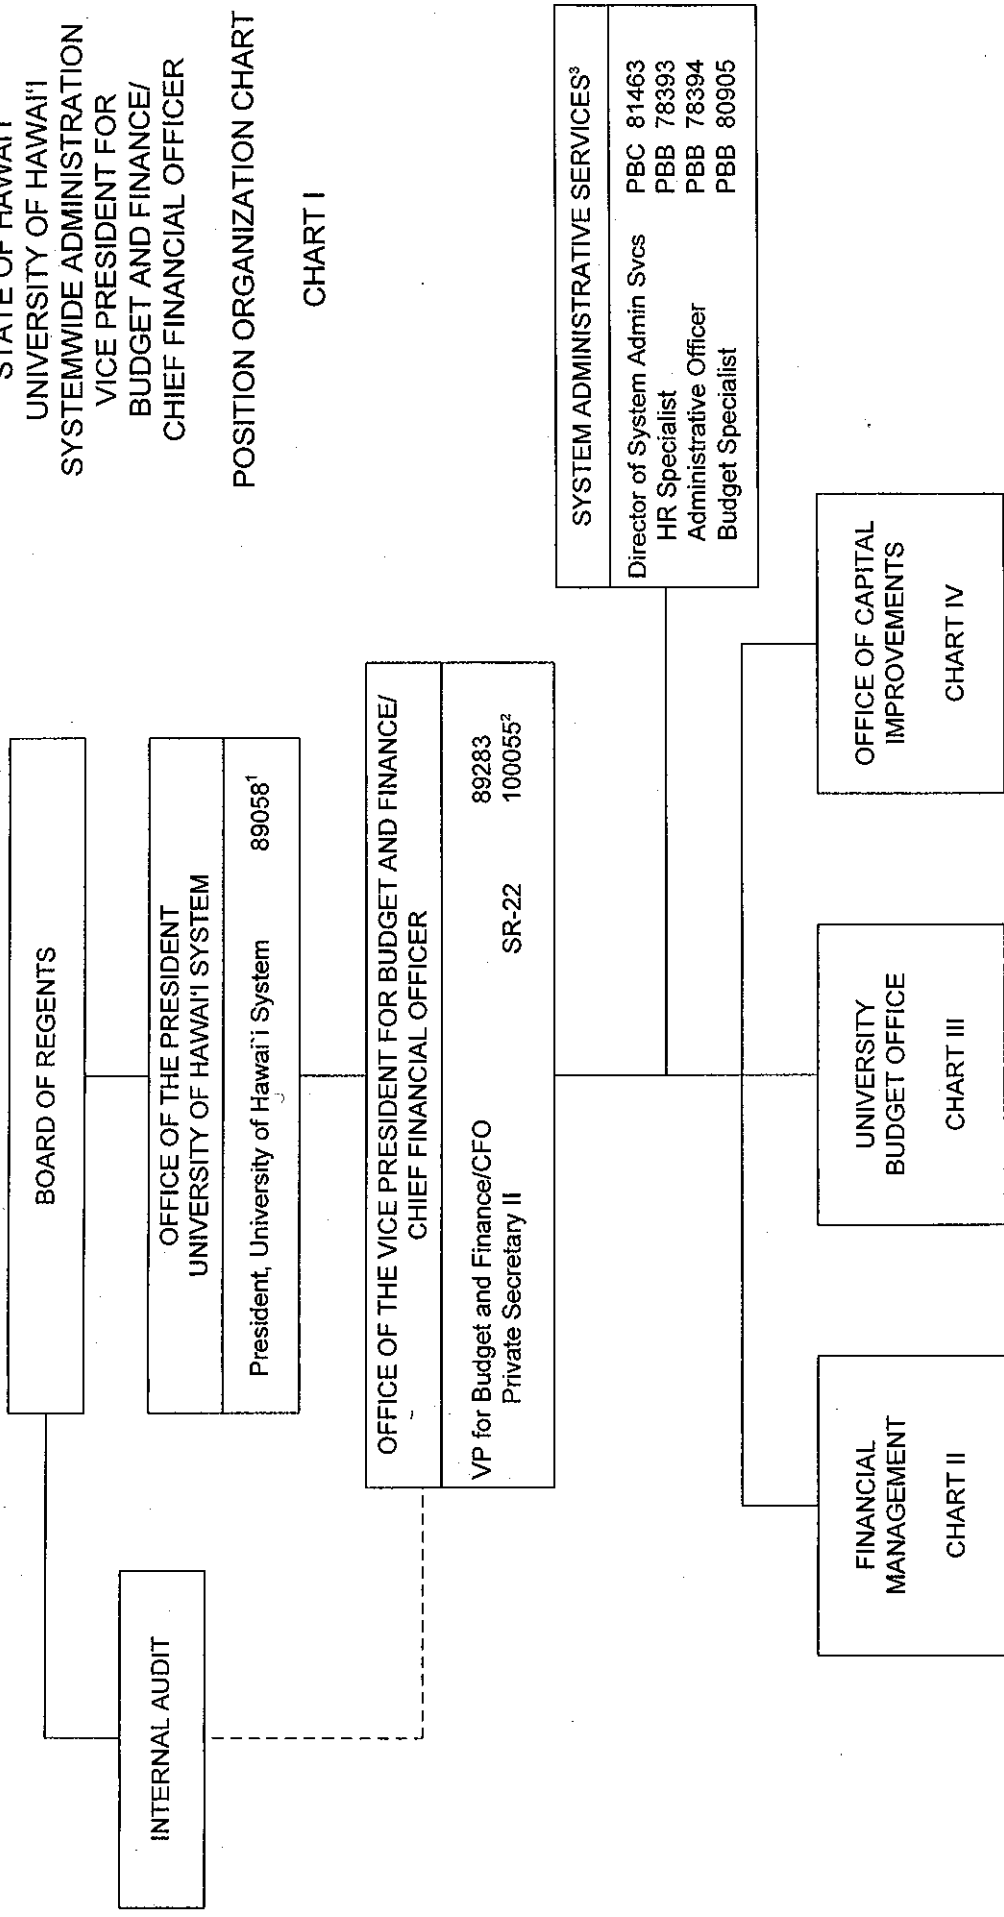 STATE OF HAWAI'I
UNIVERSITY OF HAWAI'I
SYSTEMWIDE ADMINISTRATION
VICE PRESIDENT FOR
BUDGET AND FINANCE/
CHIEF FINANCIAL OFFICER
POSITION ORGANIZATION CHART
CHART I
BOARD OF REGENTS
INTERNAL AUDIT
OFFICE OF THE PRESIDENT
UNIVERSITY OF HAWAI'I SYSTEM
President, University of Hawai`i System 89058¹
OFFICE OF THE VICE PRESIDENT FOR BUDGET AND FINANCE/
CHIEF FINANCIAL OFFICER
VP for Budget and Finance/CFO 89283
Private Secretary II SR-22 100055²
SYSTEM ADMINISTRATIVE SERVICES³
Director of System Admin Svcs PBC 81463
HR Specialist PBB 78393
Administrative Officer PBB 78394
Budget Specialist PBB 80905
FINANCIAL
MANAGEMENT
CHART II
UNIVERSITY
BUDGET OFFICE
CHART III
OFFICE OF CAPITAL
IMPROVEMENTS
CHART IV